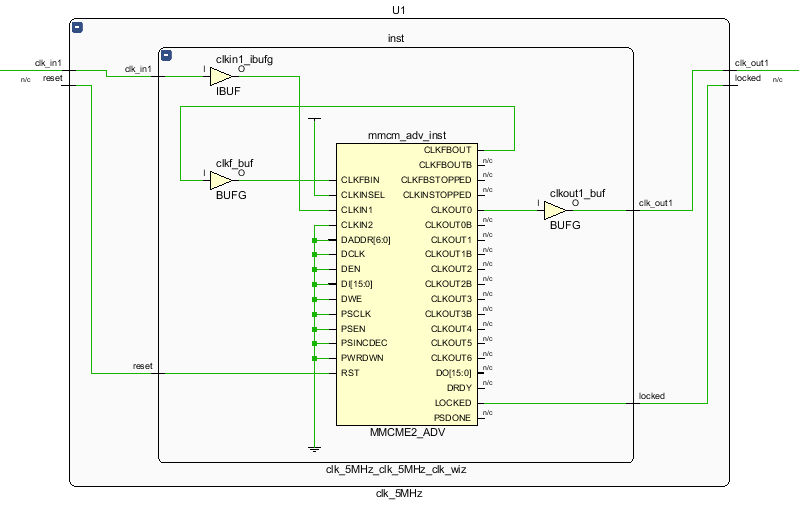 U1
inst
clk_in1
n/c
reset
clk_in1
clkin1_ibufg
I
O
IBUF
clk_out1
locked
n/c
mmcm_adv_inst
clkf_buf
I
O
BUFG
CLKFBIN
CLKINSEL
CLKIN1
CLKIN2
DADDR[6:0]
DCLK
DEN
DI[15:0]
DWE
PSCLK
PSEN
PSINCDEC
PWRDWN
RST
CLKFBOUT
CLKFBOUTB n/c
CLKFBSTOPPED n/c
CLKINSTOPPED n/c
CLKOUT0
CLKOUT0B n/c
CLKOUT1 n/c
CLKOUT1B n/c
CLKOUT2 n/c
CLKOUT2B n/c
CLKOUT3 n/c
CLKOUT3B n/c
CLKOUT4 n/c
CLKOUT5 n/c
CLKOUT6 n/c
DO[15:0] n/c
DRDY n/c
LOCKED
PSDONE n/c
MMCME2_ADV
clkout1_buf
I
O
BUFG
clk_out1
reset
locked
clk_5MHz_clk_5MHz_clk_wiz
clk_5MHz